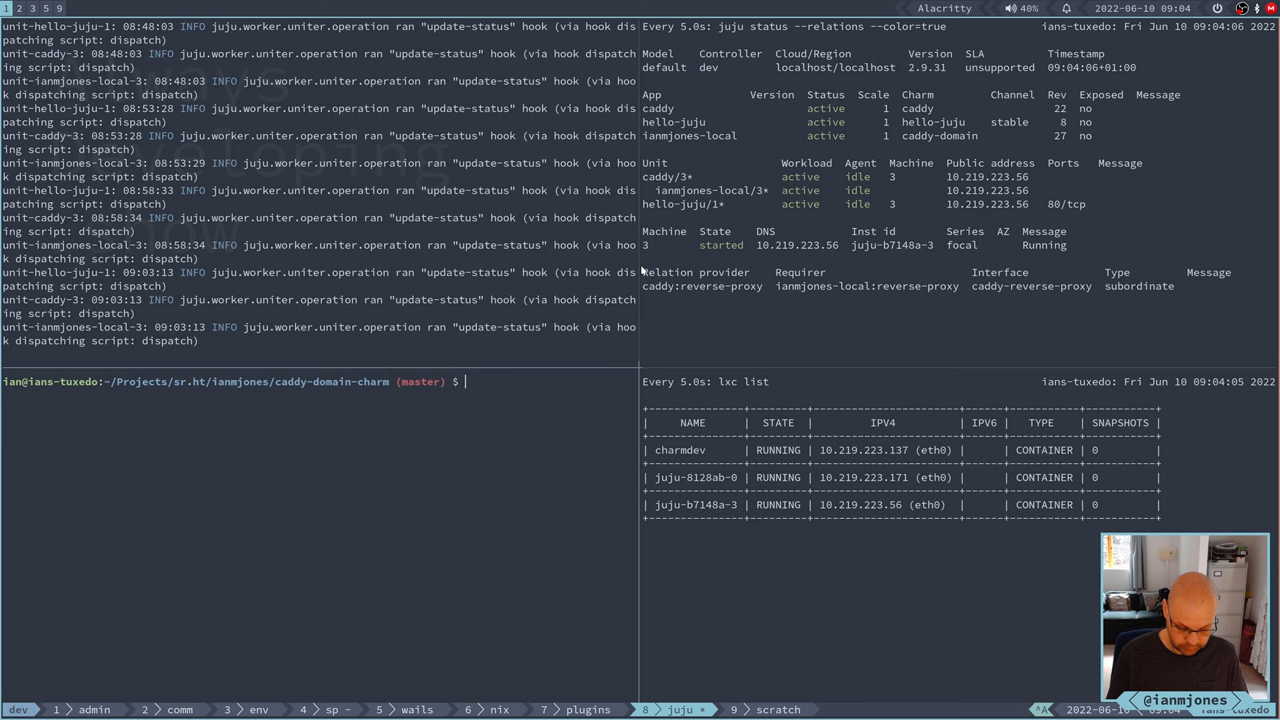 1 2 3 5 9
Alacritty 40% 2022-06-10 09:04
unit-hello-juju-1: 08:48:03 INFO juju.worker.uniter.operation ran "update-status" hook (via hook dis
patching script: dispatch)
unit-caddy-3: 08:48:03 INFO juju.worker.uniter.operation ran "update-status" hook (via hook dispatch
ing script: dispatch)
unit-ianmjones-local-3: 08:48:03 INFO juju.worker.uniter.operation ran "update-status" hook (via hoo
k dispatching script: dispatch)
unit-hello-juju-1: 08:53:28 INFO juju.worker.uniter.operation ran "update-status" hook (via hook dis
patching script: dispatch)
unit-caddy-3: 08:53:28 INFO juju.worker.uniter.operation ran "update-status" hook (via hook dispatch
ing script: dispatch)
unit-ianmjones-local-3: 08:53:29 INFO juju.worker.uniter.operation ran "update-status" hook (via hoo
k dispatching script: dispatch)
unit-hello-juju-1: 08:58:33 INFO juju.worker.uniter.operation ran "update-status" hook (via hook dis
patching script: dispatch)
unit-caddy-3: 08:58:34 INFO juju.worker.uniter.operation ran "update-status" hook (via hook dispatch
ing script: dispatch)
unit-ianmjones-local-3: 08:58:34 INFO juju.worker.uniter.operation ran "update-status" hook (via hoo
k dispatching script: dispatch)
unit-hello-juju-1: 09:03:13 INFO juju.worker.uniter.operation ran "update-status" hook (via hook dis
patching script: dispatch)
unit-caddy-3: 09:03:13 INFO juju.worker.uniter.operation ran "update-status" hook (via hook dispatch
ing script: dispatch)
unit-ianmjones-local-3: 09:03:13 INFO juju.worker.uniter.operation ran "update-status" hook (via hoo
k dispatching script: dispatch)
Every 5.0s: juju status --relations --color=true ians-tuxedo: Fri Jun 10 09:04:06 2022
Model Controller Cloud/Region Version SLA Timestamp
default dev localhost/localhost 2.9.31 unsupported 09:04:06+01:00
App Version Status Scale Charm Channel Rev Exposed Message
caddy active 1 caddy 22 no
hello-juju active 1 hello-juju stable 8 no
ianmjones-local active 1 caddy-domain 27 no
Unit Workload Agent Machine Public address Ports Message
caddy/3* active idle 3 10.219.223.56
ianmjones-local/3* active idle 10.219.223.56
hello-juju/1* active idle 3 10.219.223.56 80/tcp
Machine State DNS Inst id Series AZ Message
3 started 10.219.223.56 juju-b7148a-3 focal Running
Relation provider Requirer Interface Type Message
caddy:reverse-proxy ianmjones-local:reverse-proxy caddy-reverse-proxy subordinate
ian@ians-tuxedo:~/Projects/sr.ht/ianmjones/caddy-domain-charm (master) $
Every 5.0s: lxc list ians-tuxedo: Fri Jun 10 09:04:05 2022
+---------------+---------+-----------------------+------+-----------+-----------+
| NAME | STATE | IPV4 | IPV6 | TYPE | SNAPSHOTS |
| charmdev | RUNNING | 10.219.223.137 (eth0) | | CONTAINER | 0 |
| juju-8128ab-0 | RUNNING | 10.219.223.171 (eth0) | | CONTAINER | 0 |
| juju-b7148a-3 | RUNNING | 10.219.223.56 (eth0) | | CONTAINER | 0 |
@ianmjones
dev 1 admin 2 comm 3 env 4 sp - 5 wails 6 nix 7 plugins 8 juju * 9 scratch ^A 2022-06-10